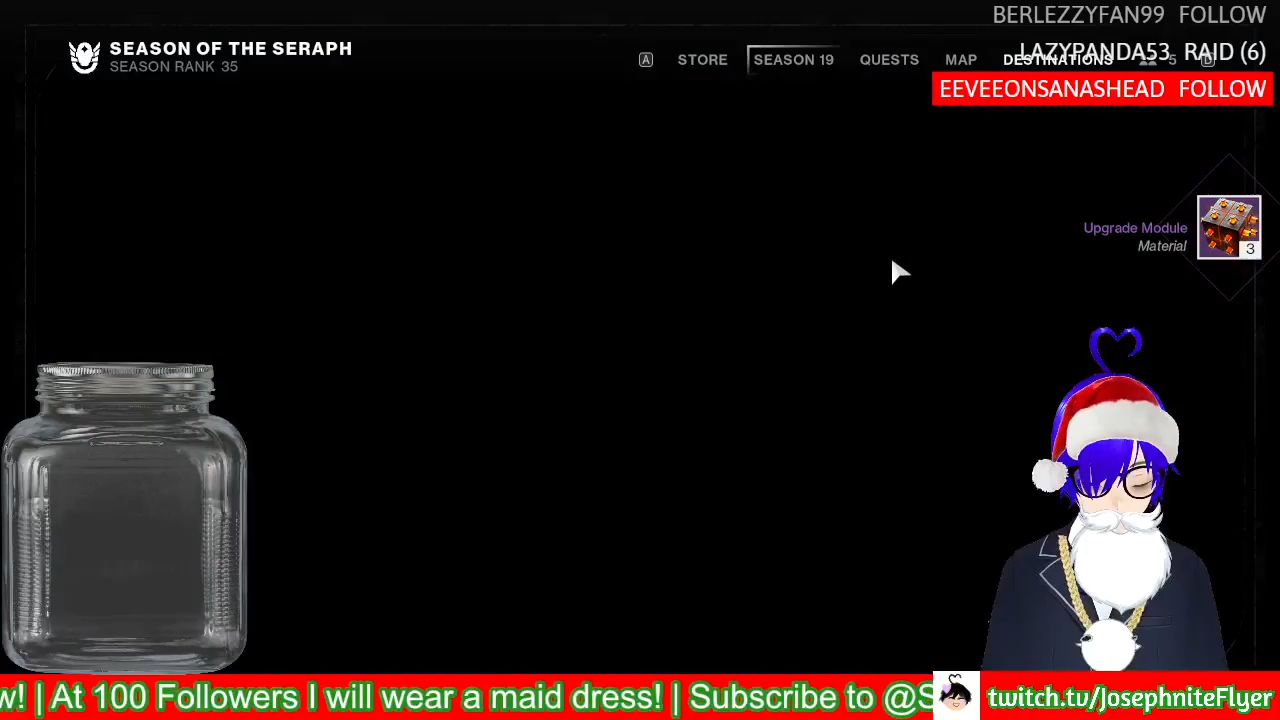 BERLEZZYFAN99 FOLLOW
SEASON OF THE SERAPH
SEASON RANK 35
A STORE SEASON 19 QUESTS MAP DESTINATIONS 5 D
LAZYPANDA53 RAID (6)
EEVEEONSANASHEAD FOLLOW
Upgrade Module
Material
3
w! | At 100 Followers I will wear a maid dress! | Subscribe to @S
twitch.tv/JosephniteFlyer